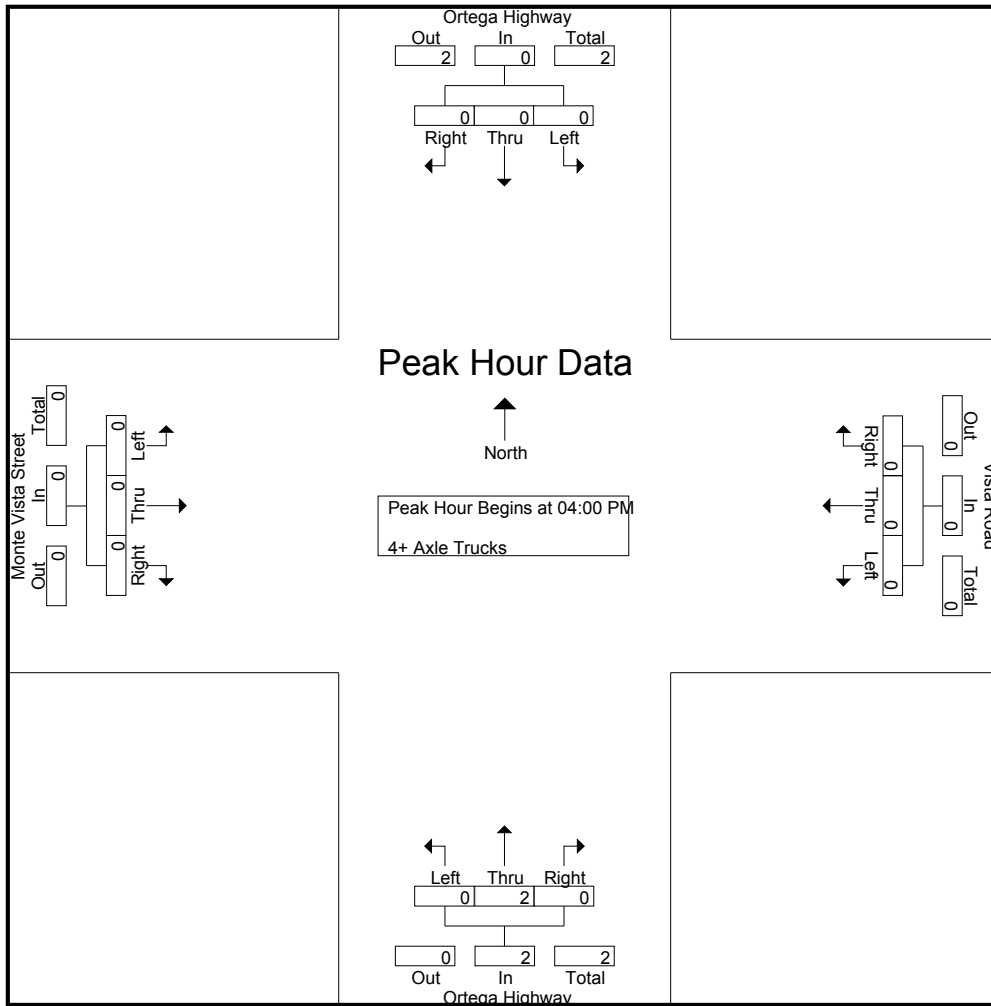 Ortega Highway
Out In Total
2 0 2
0 0 0
Right Thru Left
Peak Hour Data
North
Peak Hour Begins at 04:00 PM
4+ Axle Trucks
Monte Vista Street
Out In Total
0 0 0
Right Thru Left
0 0 0
Vista Road
Out In Total
0 0 0
Right Thru Left
0 0 0
Left Thru Right
0 2 0
0 2 2
Out In Total
Ortega Highway